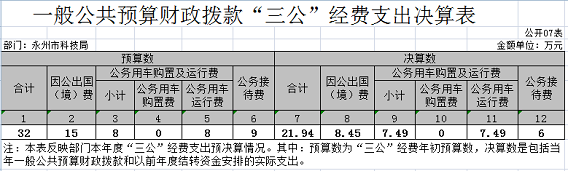 一般公共预算财政拨款“三公”经费支出决算表
公开07表
部门：永州市科技局 金额单位：万元
预算数 决算数
合计 因公出国（境）费 公务用车购置及运行费 公务接待费 合计 因公出国（境）费 公务用车购置及运行费 公务接待费
小计 公务用车购置费 公务用车运行费 小计 公务用车购置费 公务用车运行费
1 2 3 4 5 6 7 8 9 10 11 12
32 15 8 0 8 9 21.94 8.45 7.49 0 7.49 6
注：本表反映部门本年度“三公”经费支出预决算情况。其中：预算数为“三公”经费年初预算数，决算数是包括当
年一般公共预算财政拨款和以前年度结转资金安排的实际支出。